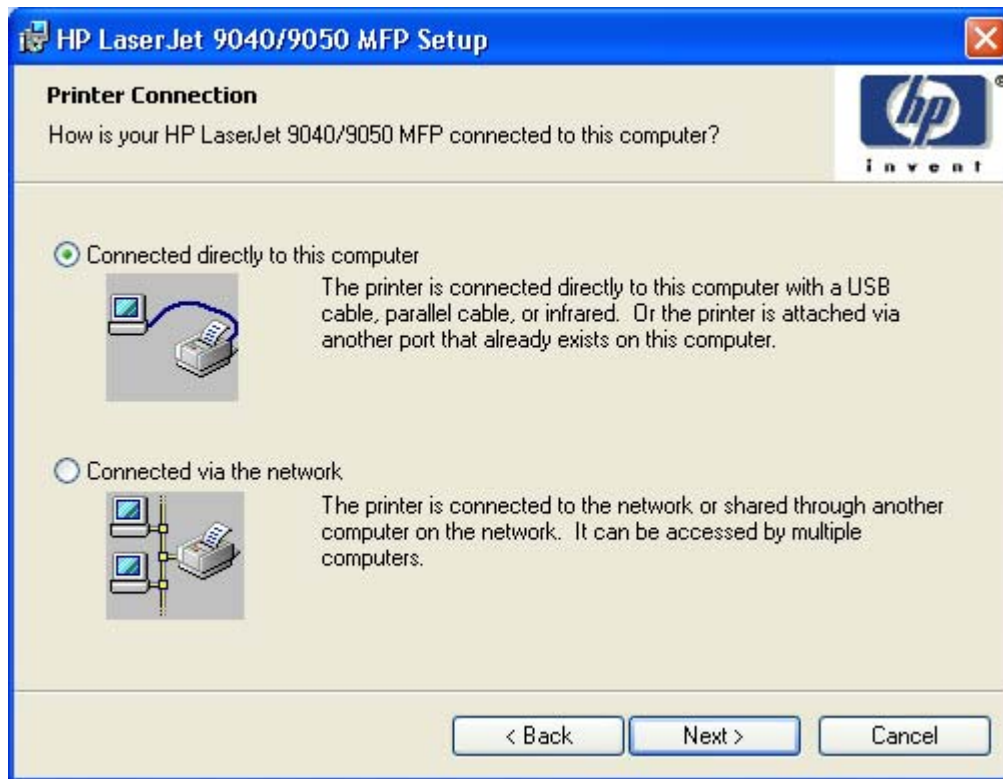 HP LaserJet 9040/9050 MFP Setup
Printer Connection
How is your HP LaserJet 9040/9050 MFP connected to this computer?
hp
®
invent
Connected directly to this computer
The printer is connected directly to this computer with a USB
cable, parallel cable, or infrared. Or the printer is attached via
another port that already exists on this computer.
Connected via the network
The printer is connected to the network or shared through another
computer on the network. It can be accessed by multiple
computers.
< Back
Next >
Cancel